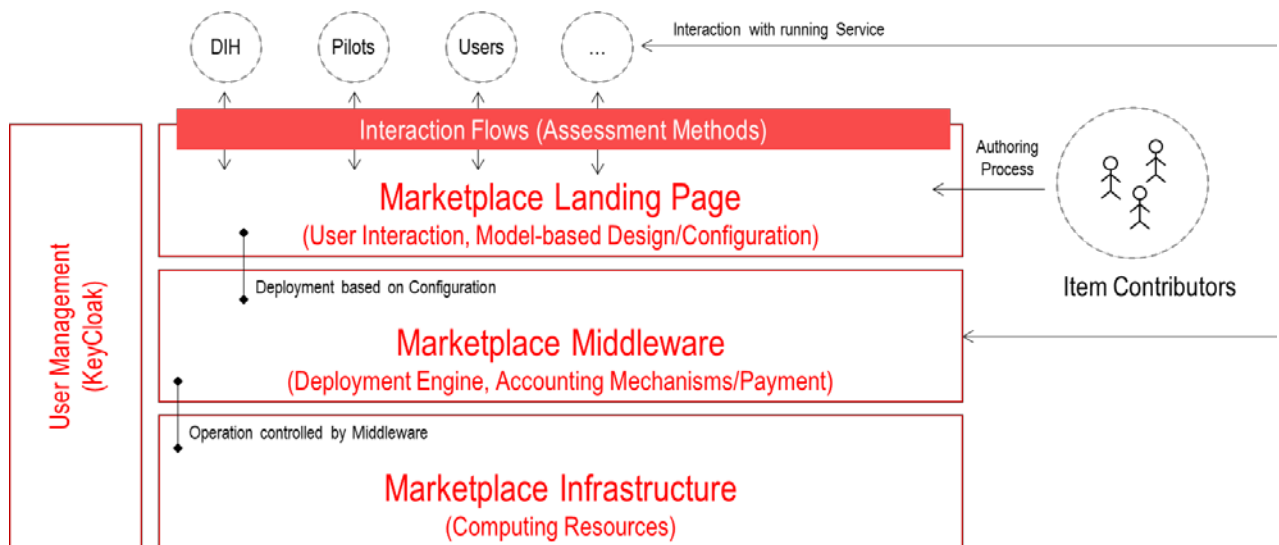 DIH
Pilots
Users
...
Interaction with running Service
Interaction Flows (Assessment Methods)
Authoring
Process
Marketplace Landing Page
(User Interaction, Model-based Design/Configuration)
Item Contributors
Deployment based on Configuration
User Management
(KeyCloak)
Marketplace Middleware
(Deployment Engine, Accounting Mechanisms/Payment)
Operation controlled by Middleware
Marketplace Infrastructure
(Computing Resources)